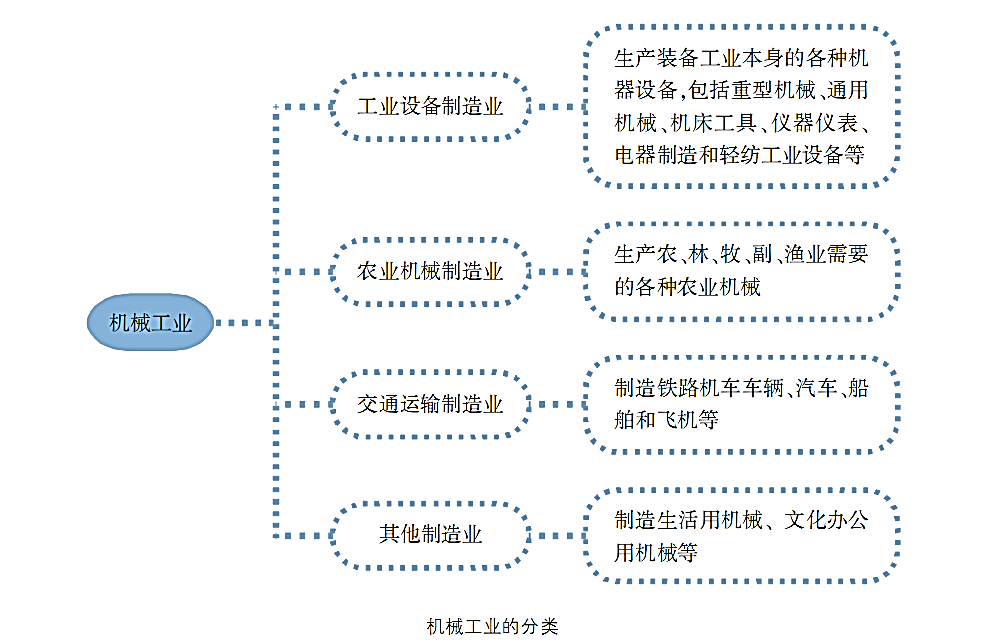 生产装备工业本身的各种机
器设备,包括重型机械、通用
机械、机床工具、仪器仪表、
电器制造和轻纺工业设备等
工业设备制造业
生产农、林、牧、副、渔业需要
的各种农业机械
农业机械制造业
机械工业
制造铁路机车车辆、汽车、船
舶和飞机等
交通运输制造业
制造生活用机械、文化办公
用机械等
其他制造业
机械工业的分类